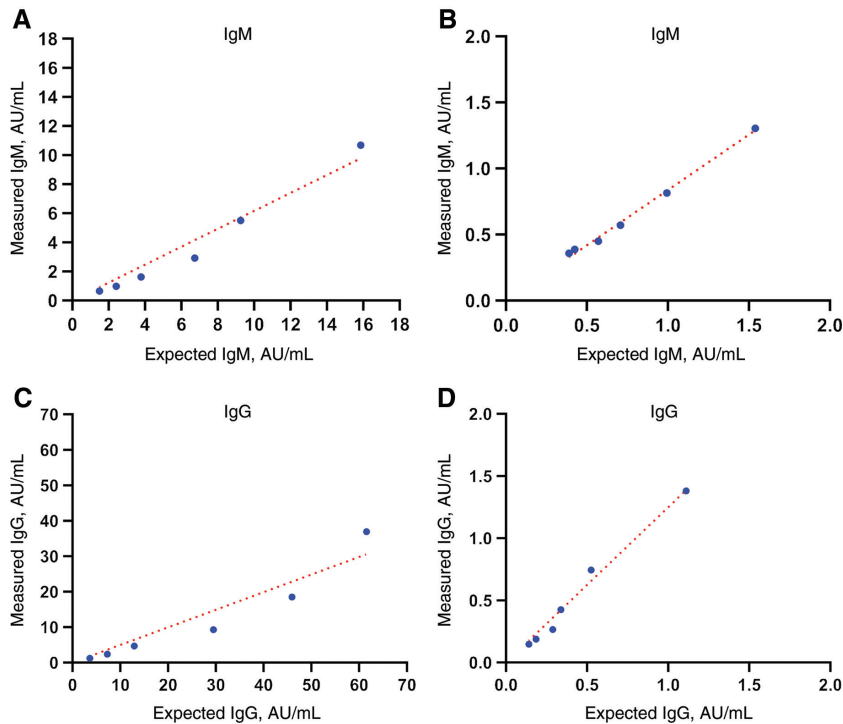 A
IgM
Measured IgM, AU/mL
18
16
14
12
10
8
6
4
2
0
0 2 4 6 8 10 12 14 16 18
Expected IgM, AU/mL
B
IgM
Measured IgM, AU/mL
2.0
1.5
1.0
0.5
0.0
0.0 0.5 1.0 1.5 2.0
Expected IgM, AU/mL
C
IgG
Measured IgG, AU/mL
70
60
50
40
30
20
10
0
0 10 20 30 40 50 60 70
Expected IgG, AU/mL
D
IgG
Measured IgG, AU/mL
2.0
1.5
1.0
0.5
0.0
0.0 0.5 1.0 1.5 2.0
Expected IgG, AU/mL